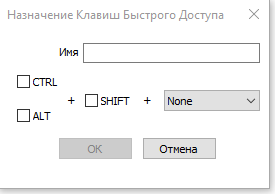 Назначение Клавиш Быстрого Доступа
Имя
CTRL
+ SHIFT + None
ALT
OK Отмена